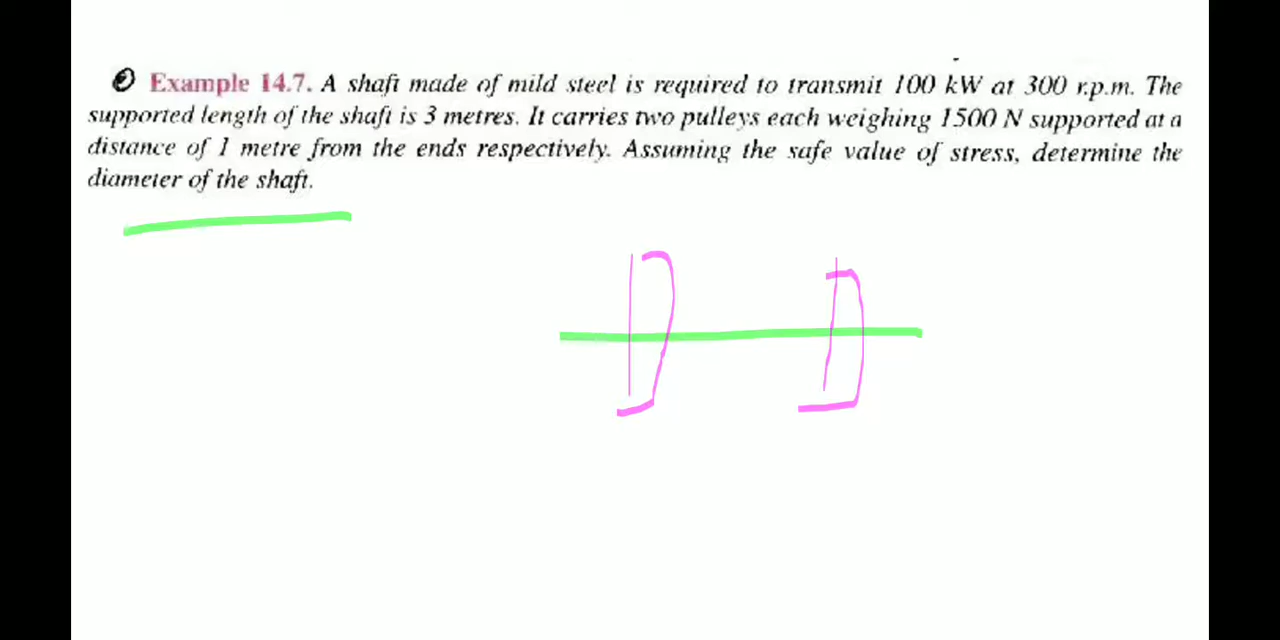 Example 14.7. A shaft made of mild steel is required to transmit 100 kW at 300 r.p.m. The
supported length of the shaft is 3 metres. It carries two pulleys each weighing 1500 N supported at a
distance of 1 metre from the ends respectively. Assuming the safe value of stress, determine the
diameter of the shaft.